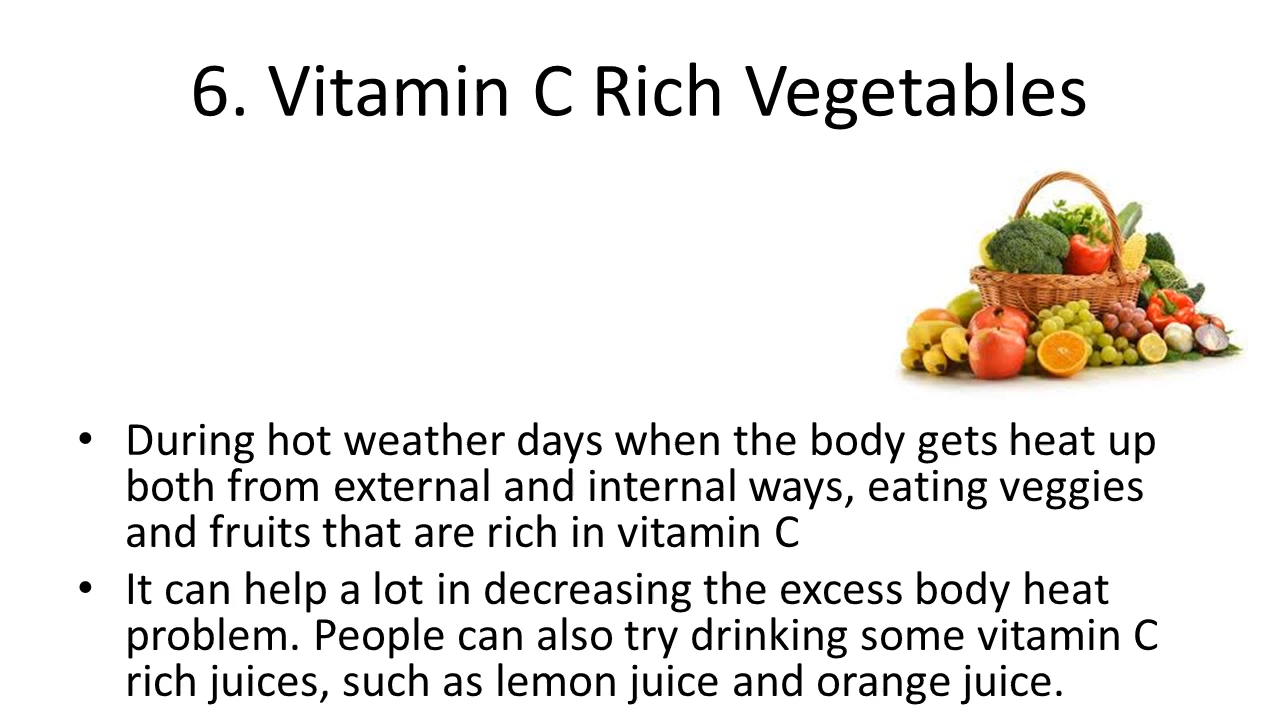 6. Vitamin C Rich Vegetables
• During hot weather days when the body gets heat up
both from external and internal ways, eating veggies
and fruits that are rich in vitamin C
• It can help a lot in decreasing the excess body heat
problem. People can also try drinking some vitamin C
rich juices, such as lemon juice and orange juice.